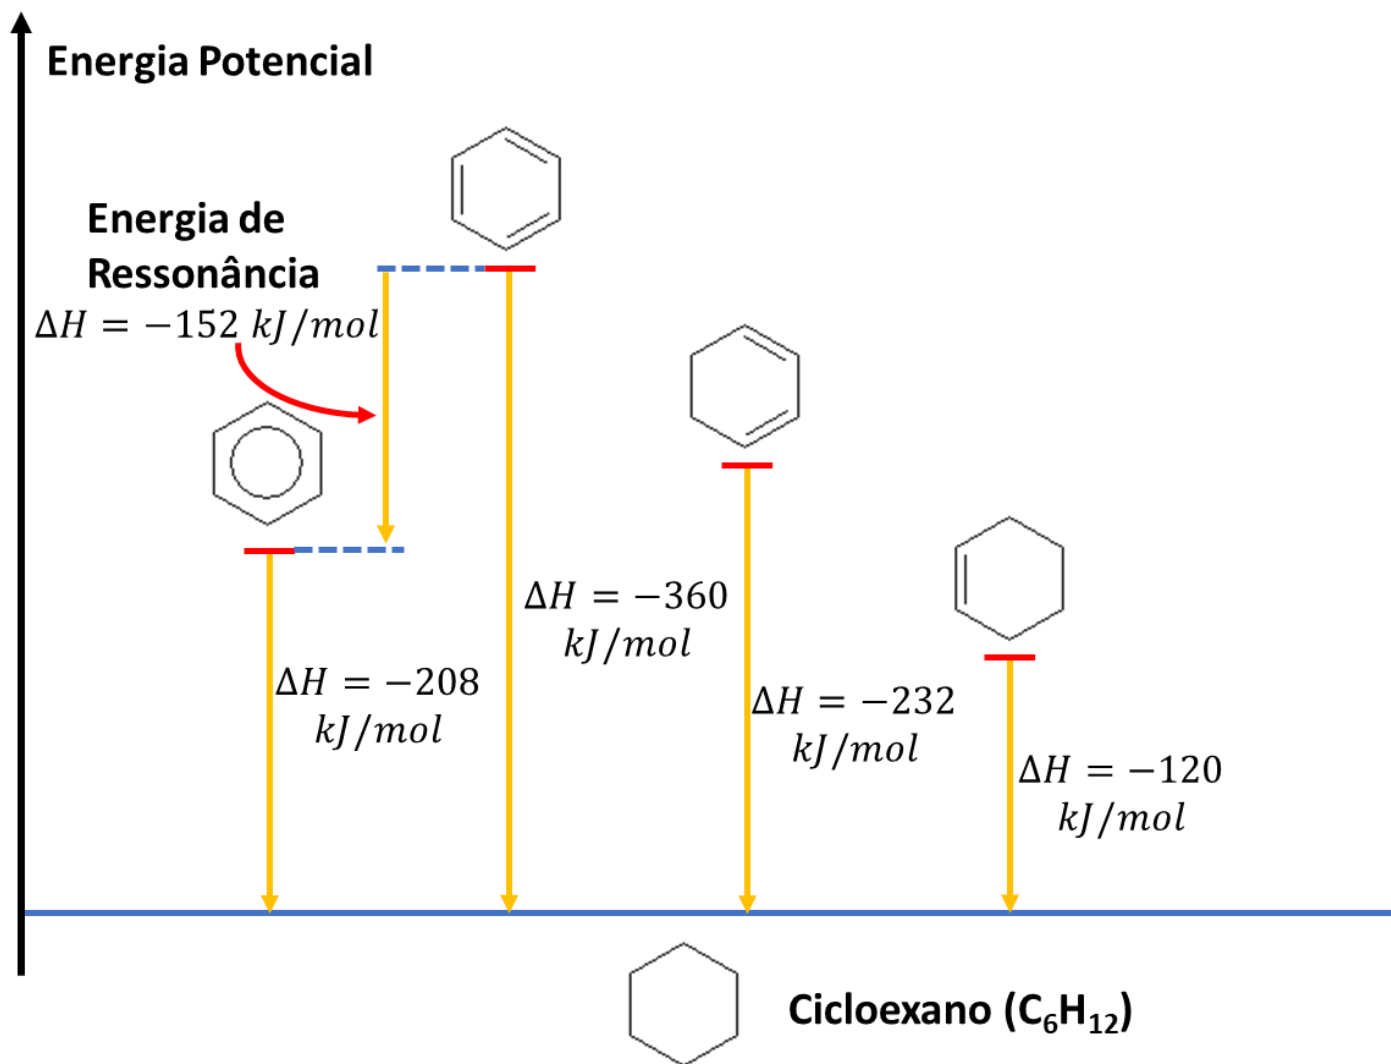 Energia Potencial
Energia de
Ressonância
ΔH = −152 kJ/mol
ΔH = −360
kJ/mol
ΔH = −208
kJ/mol
ΔH = −232
kJ/mol
ΔH = −120
kJ/mol
Cicloexano (C₆H₁₂)